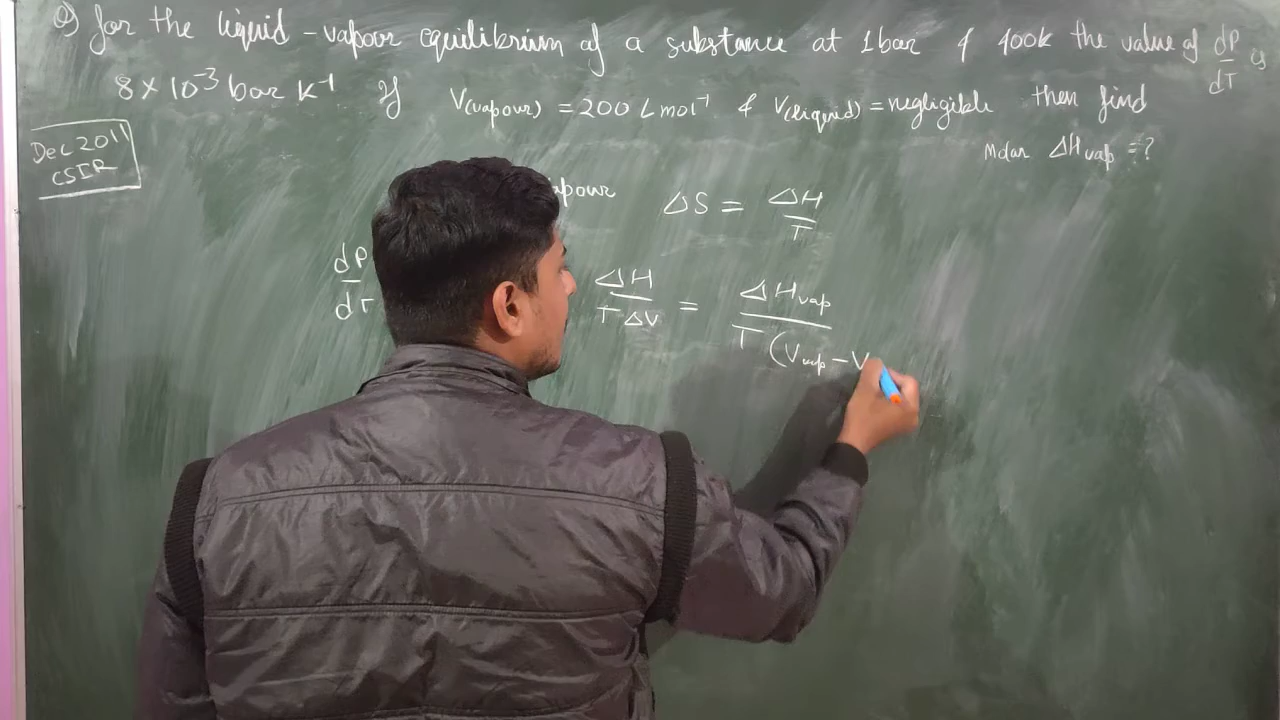 Q) for the liquid - vapour equilibrium of a substance at 1bar & 400k the value of dP/dT is
8 × 10⁻³ bar K⁻¹ If V(vapour) = 200 L mol⁻¹ & V(liquid) = negligible then find
Molar ΔHvap = ?
Dec 2011
CSIR
ΔS = ΔH/T
dP/dT
ΔH/TΔV = ΔHvap/T(Vvap - V